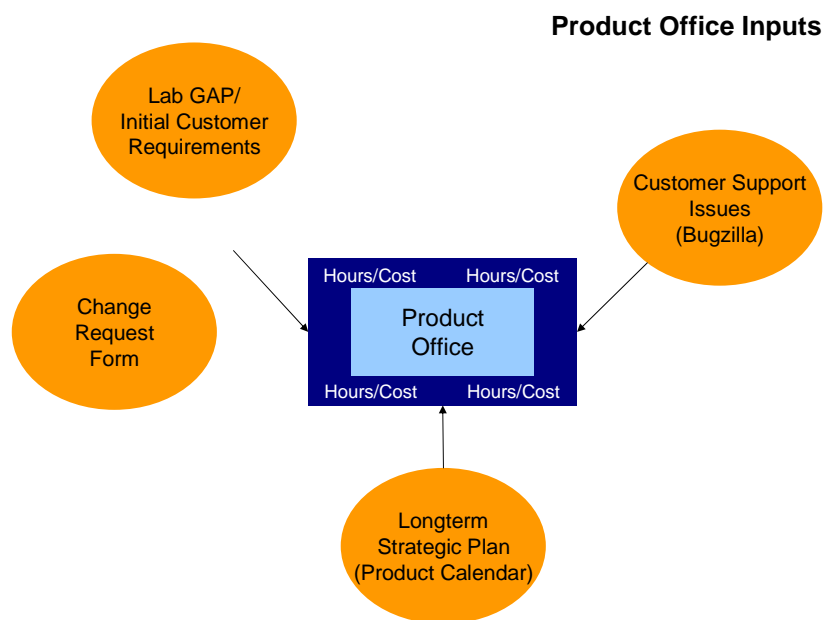 Product Office Inputs
Lab GAP/
Initial Customer
Requirements
Customer Support
Issues
(Bugzilla)
Change
Request
Form
Hours/Cost Hours/Cost
Product
Office
Hours/Cost Hours/Cost
Longterm
Strategic Plan
(Product Calendar)